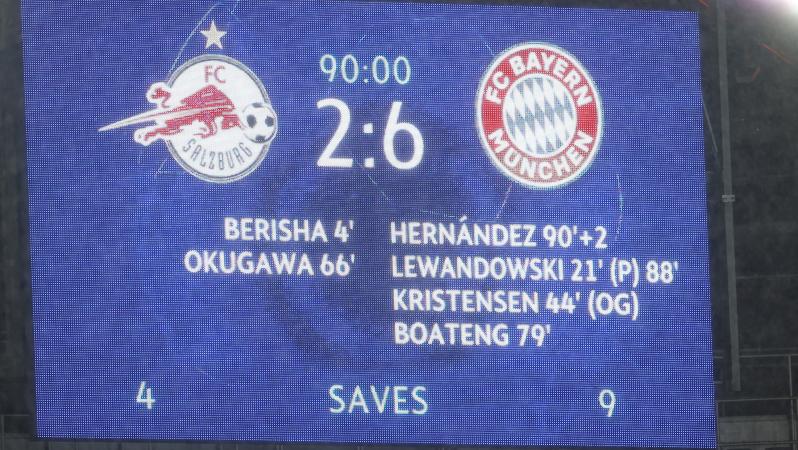 FC
SALZBURG
90:00
2:6
FC BAYERN
MÜNCHEN
BERISHA 4'
OKUGAWA 66'
HERNÁNDEZ 90'+2
LEWANDOWSKI 21' (P) 88'
KRISTENSEN 44' (OG)
BOATENG 79'
4 SAVES 9